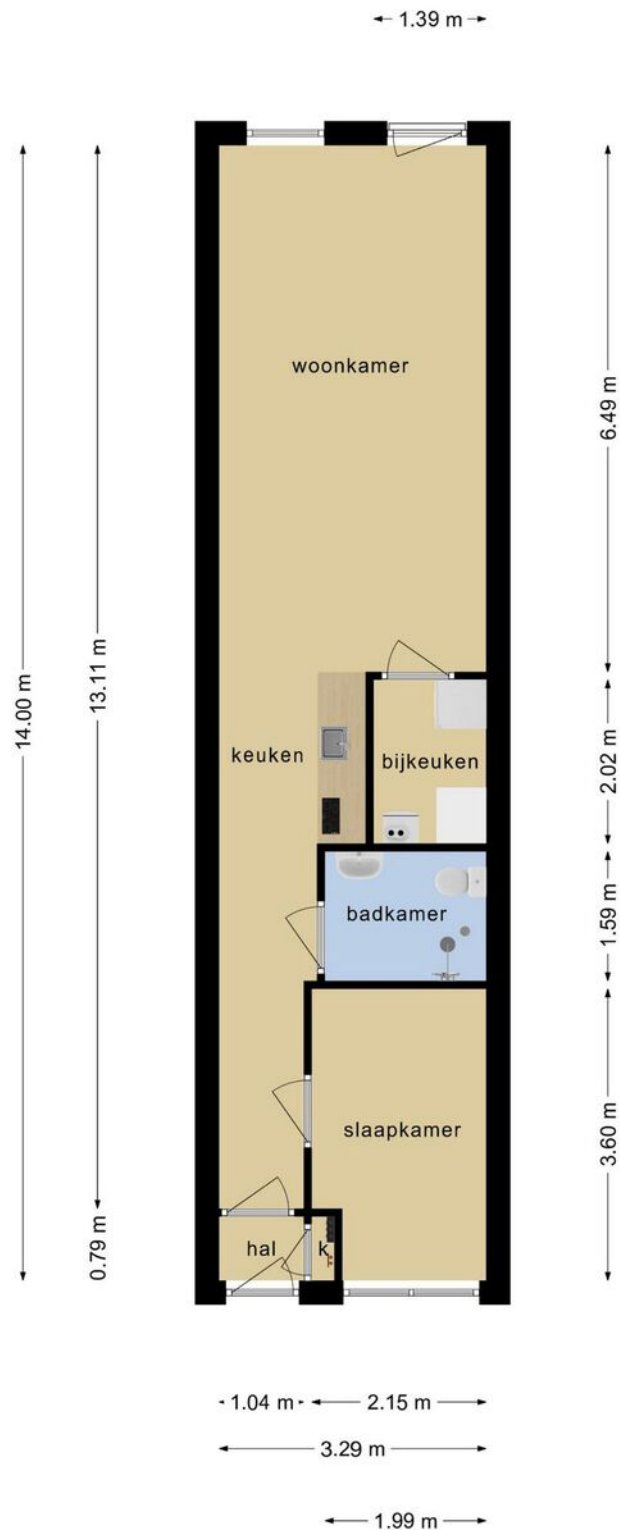 1.39 m
woonkamer
6.49 m
14.00 m
13.11 m
keuken
bijkeuken
2.02 m
badkamer
1.59 m
slaapkamer
3.60 m
0.79 m
hal
k
1.04 m
2.15 m
3.29 m
1.99 m